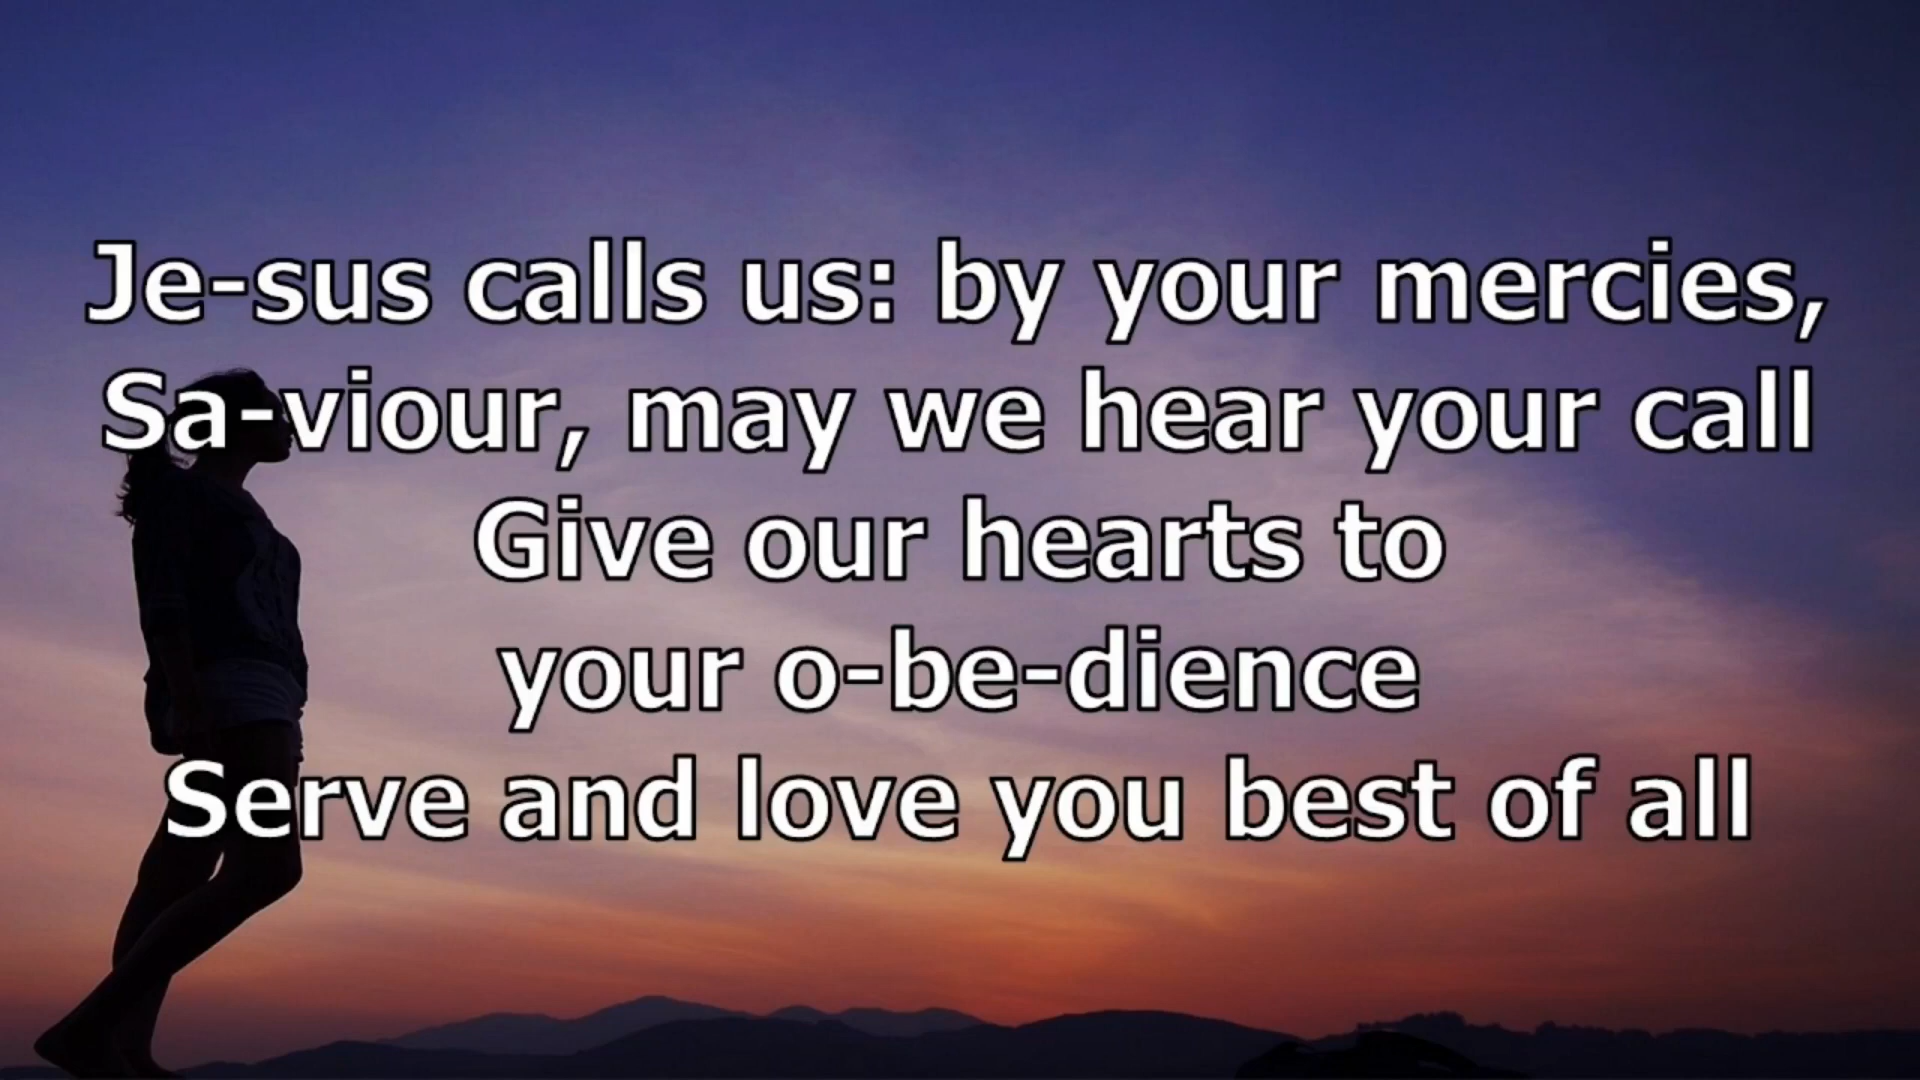 Je-sus calls us: by your mercies,
Sa-viour, may we hear your call
Give our hearts to
your o-be-dience
Serve and love you best of all